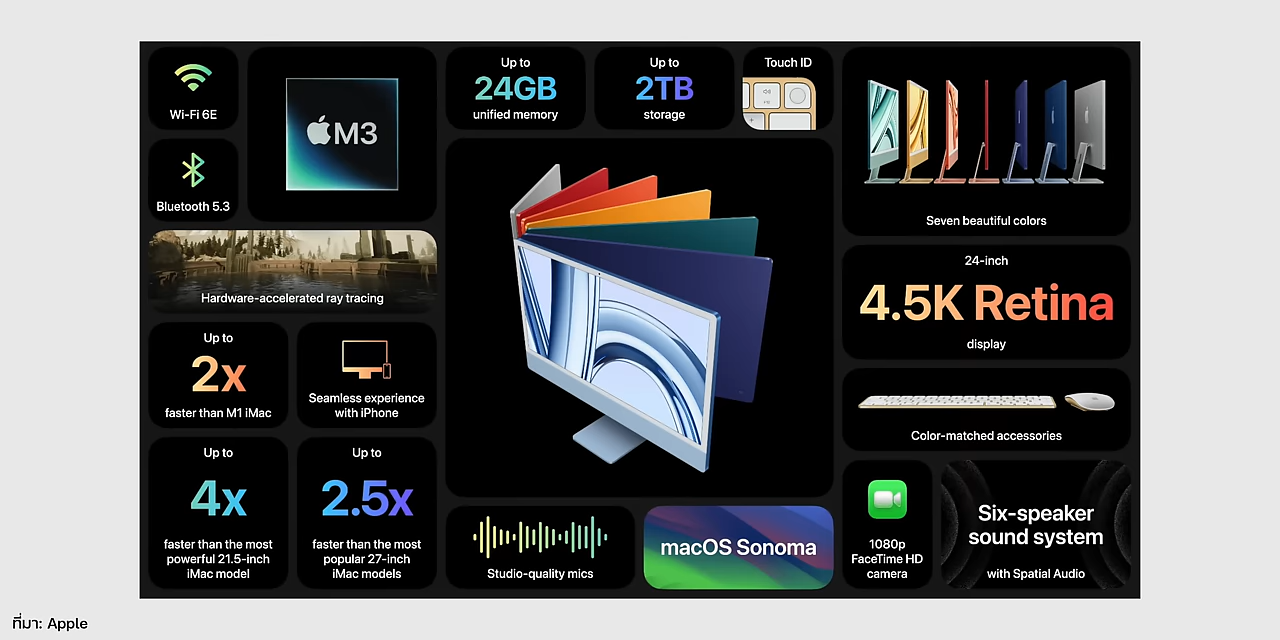 Wi-Fi 6E
Bluetooth 5.3
M3
Up to
24GB
unified memory
Up to
2TB
storage
Touch ID
Seven beautiful colors
Hardware-accelerated ray tracing
24-inch
4.5K Retina
display
Up to
2x
faster than M1 iMac
Seamless experience
with iPhone
Color-matched accessories
Up to
4x
faster than the most
powerful 21.5-inch
iMac model
Up to
2.5x
faster than the most
popular 27-inch
iMac models
Studio-quality mics
macOS Sonoma
1080p
FaceTime HD
camera
Six-speaker
sound system
with Spatial Audio
ที่มา: Apple